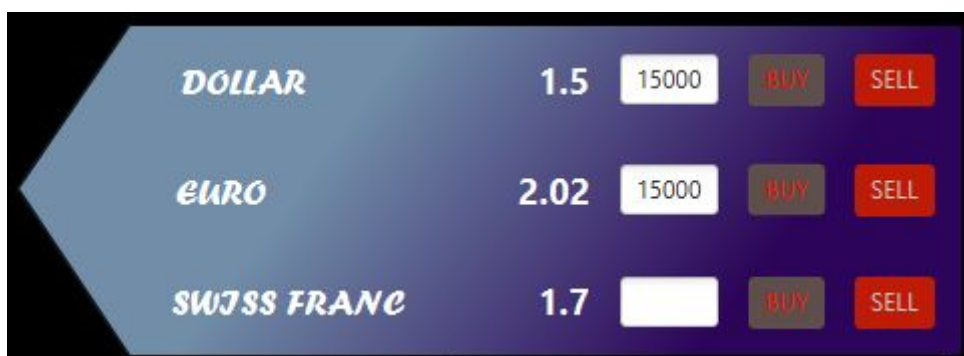 DOLLAR 1.5 15000 BUY SELL
EURO 2.02 15000 BUY SELL
SWISS FRANC 1.7 BUY SELL